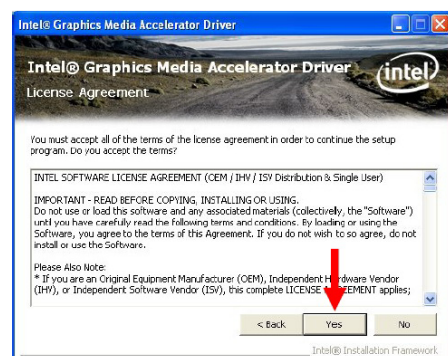 Intel® Graphics Media Accelerator Driver
Intel® Graphics Media Accelerator Driver
intel
License Agreement
You must accept all of the terms of the license agreement in order to continue the setup
program. Do you accept the terms?
INTEL SOFTWARE LICENSE AGREEMENT (OEM / IHV / ISV Distribution & Single User)
IMPORTANT - READ BEFORE COPYING, INSTALLING OR USING.
Do not use or load this software and any associated materials (collectively, the "Software")
until you have carefully read the following terms and conditions. By loading or using the
Software, you agree to the terms of this Agreement. If you do not wish to so agree, do not
install or use the Software.
Please Also Note:
* If you are an Original Equipment Manufacturer (OEM), Independent Hardware Vendor
(IHV), or Independent Software Vendor (ISV), this complete LICENSE AGREEMENT applies;
< Back Yes No
Intel® Installation Framework